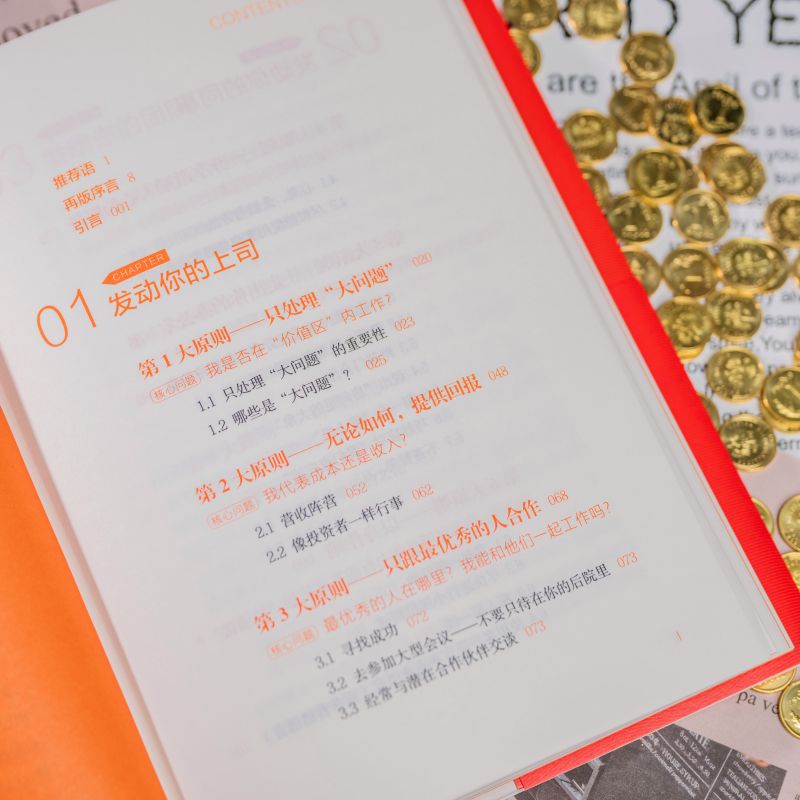 CONTENTS
推荐语 1
再版序言 8
引言 001
CHAPTER
01 发动你的上司
第1大原则——只处理“大问题” 020
核心问题 我是否在“价值区”内工作？
1.1 只处理“大问题”的重要性 023
1.2 哪些是“大问题”？ 025
第2大原则——无论如何，提供回报 048
核心问题 我代表成本还是收入？
2.1 营收阵营 052
2.2 像投资者一样行事 062
第3大原则——只跟最优秀的人合作 068
核心问题 最优秀的人在哪里？我能和他们一起工作吗？
3.1 寻找成功 072
3.2 去参加大型会议——不要只待在你的后院里 073
3.3 经常与潜在合作伙伴交谈 073
1
oved
YE
are the April of t